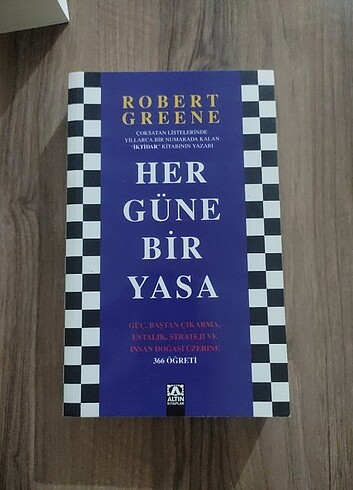 ROBERT
GREENE
ÇOKSATAN LİSTELERİNDE
YILLARCA BİR NUMARADA KALAN
"İKTİDAR" KİTABININ YAZARI
HER
GÜNE
BİR
YASA
GÜÇ, BAŞTAN ÇIKARMA,
USTALIK, STRATEJİ VE
İNSAN DOĞASI ÜZERİNE
366 ÖĞRETİ
ALTIN
KİTAPLAR